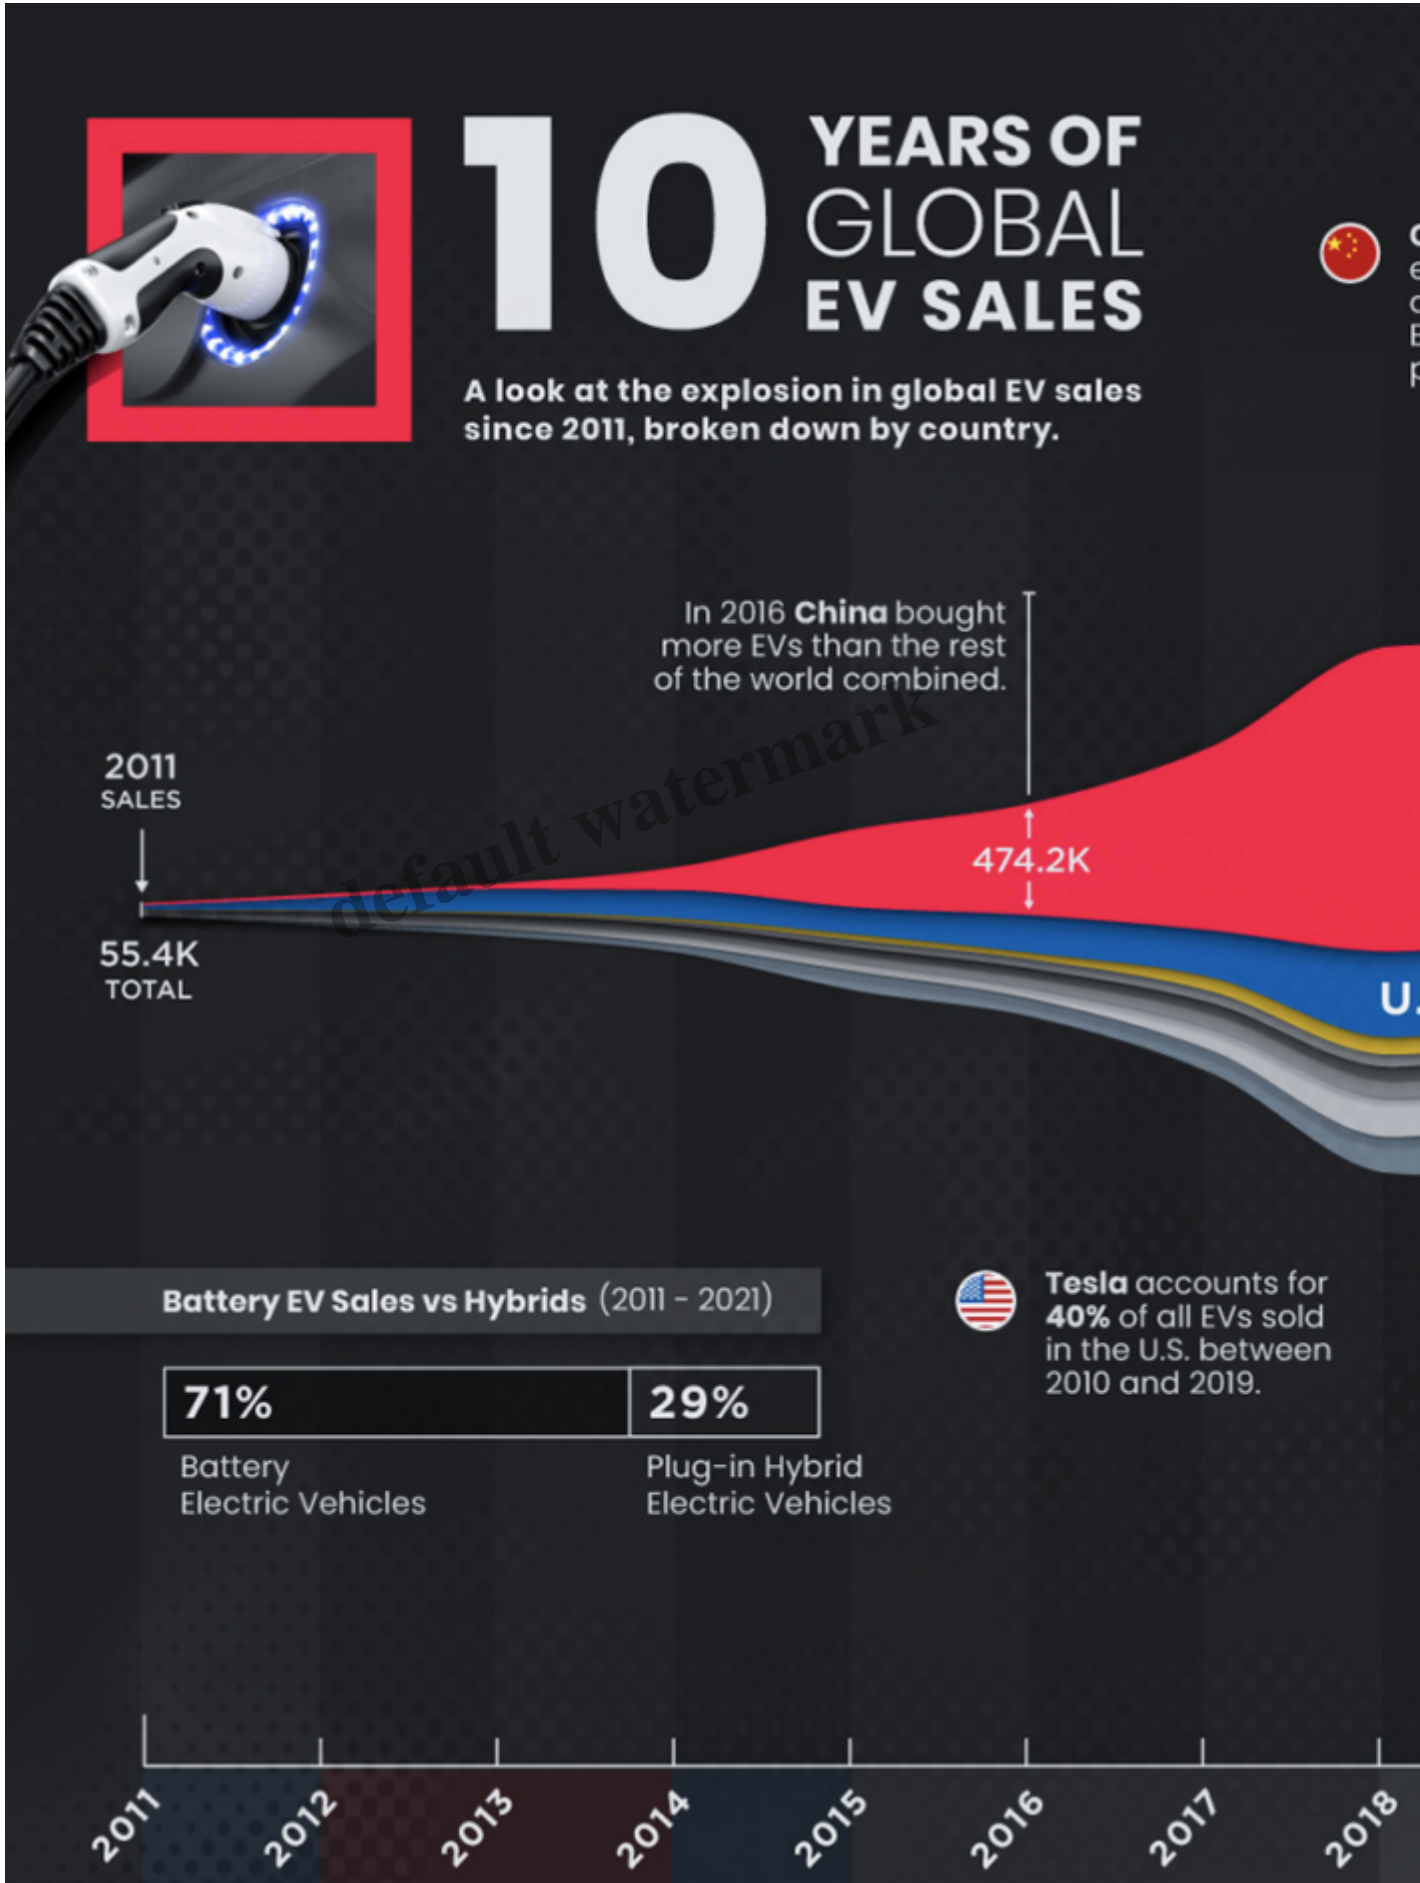 10 YEARS OF
GLOBAL
EV SALES
A look at the explosion in global EV sales
since 2011, broken down by country.
In 2016 China bought
more EVs than the rest
of the world combined.
default watermark
2011
SALES
474.2K
55.4K
TOTAL
U.
Battery EV Sales vs Hybrids (2011 - 2021)
71%
29%
Battery
Electric Vehicles
Plug-in Hybrid
Electric Vehicles
Tesla accounts for
40% of all EVs sold
in the U.S. between
2010 and 2019.
2011
2012
2013
2014
2015
2016
2017
2018